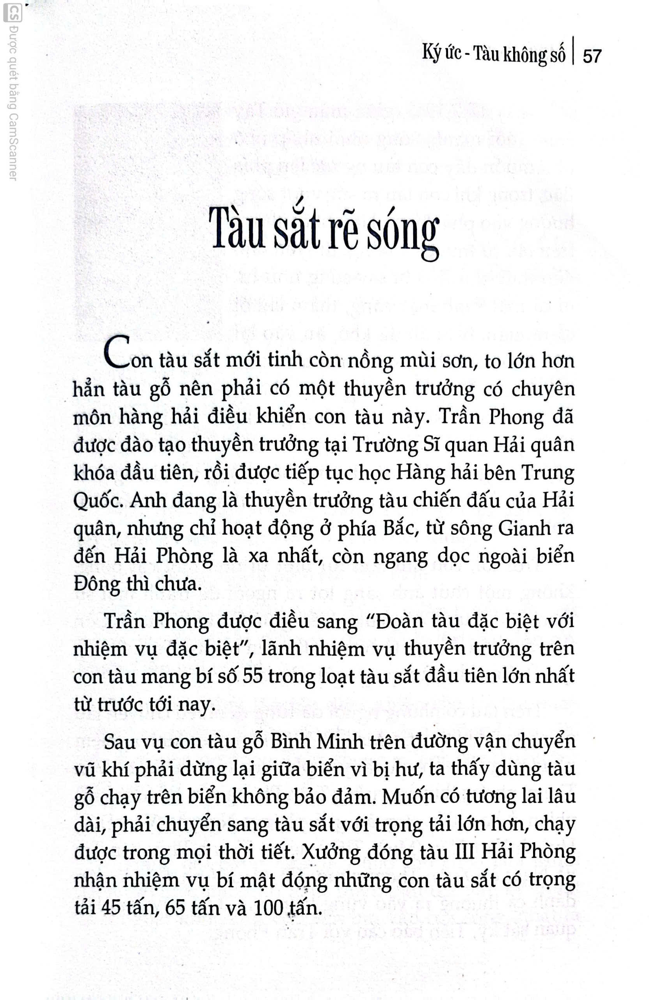 CS Được quét bằng CamScanner
Ký ức - Tàu không số | 57
Tàu sắt rẽ sóng
Con tàu sắt mới tinh còn nồng mùi sơn, to lớn hơn
hẳn tàu gỗ nên phải có một thuyền trưởng có chuyên
môn hàng hải điều khiển con tàu này. Trần Phong đã
được đào tạo thuyền trưởng tại Trường Sĩ quan Hải quân
khóa đầu tiên, rồi được tiếp tục học Hàng hải bên Trung
Quốc. Anh đang là thuyền trưởng tàu chiến đấu của Hải
quân, nhưng chỉ hoạt động ở phía Bắc, từ sông Gianh ra
đến Hải Phòng là xa nhất, còn ngang dọc ngoài biển
Đông thì chưa.
Trần Phong được điều sang “Đoàn tàu đặc biệt với
nhiệm vụ đặc biệt”, lãnh nhiệm vụ thuyền trưởng trên
con tàu mang bí số 55 trong loạt tàu sắt đầu tiên lớn nhất
từ trước tới nay.
Sau vụ con tàu gỗ Bình Minh trên đường vận chuyển
vũ khí phải dừng lại giữa biển vì bị hư, ta thấy dùng tàu
gỗ chạy trên biển không bảo đảm. Muốn có tương lai lâu
dài, phải chuyển sang tàu sắt với trọng tải lớn hơn, chạy
được trong mọi thời tiết. Xưởng đóng tàu III Hải Phòng
nhận nhiệm vụ bí mật đóng những con tàu sắt có trọng
tải 45 tấn, 65 tấn và 100 tấn.